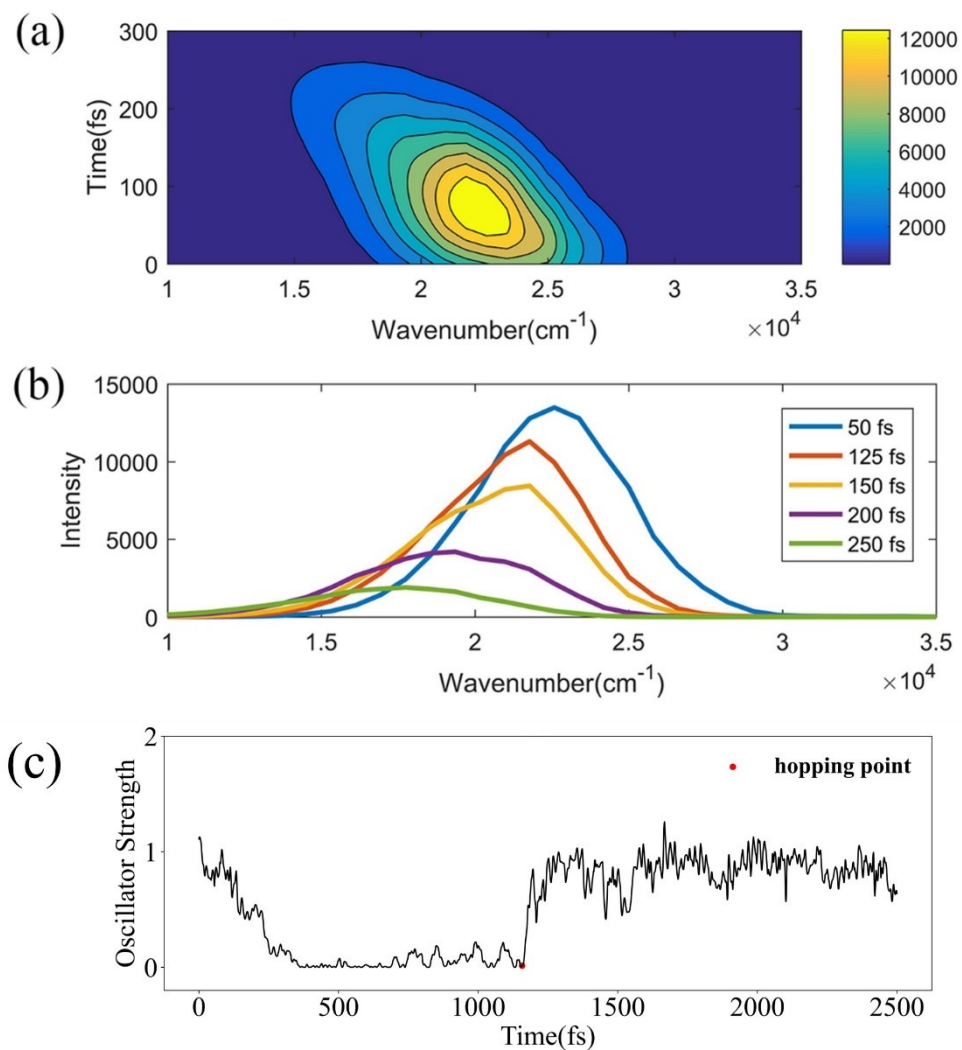 (a)
300
200
100
0
Time(fs)
1
1.5
2
2.5
3
3.5
Wavenumber(cm⁻¹)
×10⁴
12000
10000
8000
6000
4000
2000
(b)
15000
10000
5000
0
Intensity
50 fs
125 fs
150 fs
200 fs
250 fs
1
1.5
2
2.5
3
3.5
Wavenumber(cm⁻¹)
×10⁴
(c)
2
1
0
Oscillator Strength
hopping point
0
500
1000
1500
2000
2500
Time(fs)